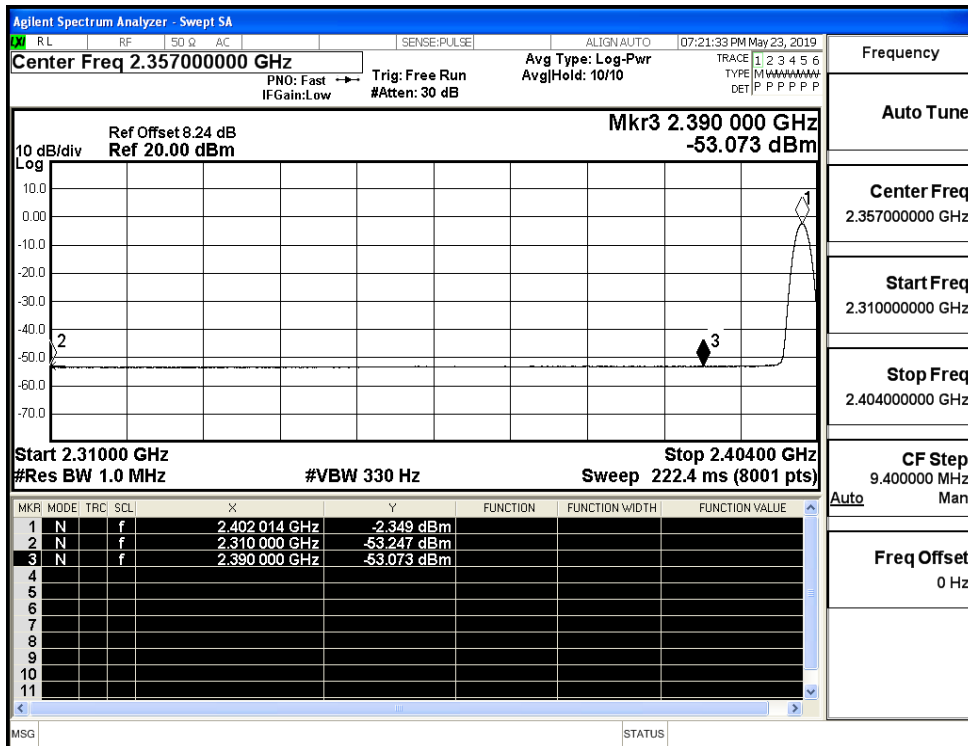 Agilent Spectrum Analyzer - Swept SA
LXI RL RF 50 Ω AC SENSE:PULSE ALIGNAUTO 07:21:33 PM May 23, 2019
Center Freq 2.357000000 GHz
PNO: Fast
IFGain:Low
Trig: Free Run
#Atten: 30 dB
Avg Type: Log-Pwr
Avg|Hold: 10/10
TRACE 1 2 3 4 5 6
TYPE M WWWWW
DET P P P P P P
Frequency
Auto Tune
Center Freq
2.357000000 GHz
Start Freq
2.310000000 GHz
Stop Freq
2.404000000 GHz
CF Step
9.400000 MHz
Auto Man
Freq Offset
0 Hz
Mkr3 2.390 000 GHz
-53.073 dBm
Ref Offset 8.24 dB
10 dB/div Ref 20.00 dBm
Log
10.0
0.00
-10.0
-20.0
-30.0
-40.0
-50.0
-60.0
-70.0
1
2
3
Start 2.31000 GHz Stop 2.40400 GHz
#Res BW 1.0 MHz #VBW 330 Hz Sweep 222.4 ms (8001 pts)
MKR MODE TRC SCL X Y FUNCTION FUNCTION WIDTH FUNCTION VALUE
1 N f 2.402 014 GHz -2.349 dBm
2 N f 2.310 000 GHz -53.247 dBm
3 N f 2.390 000 GHz -53.073 dBm
4
5
6
7
8
9
10
11
MSG STATUS